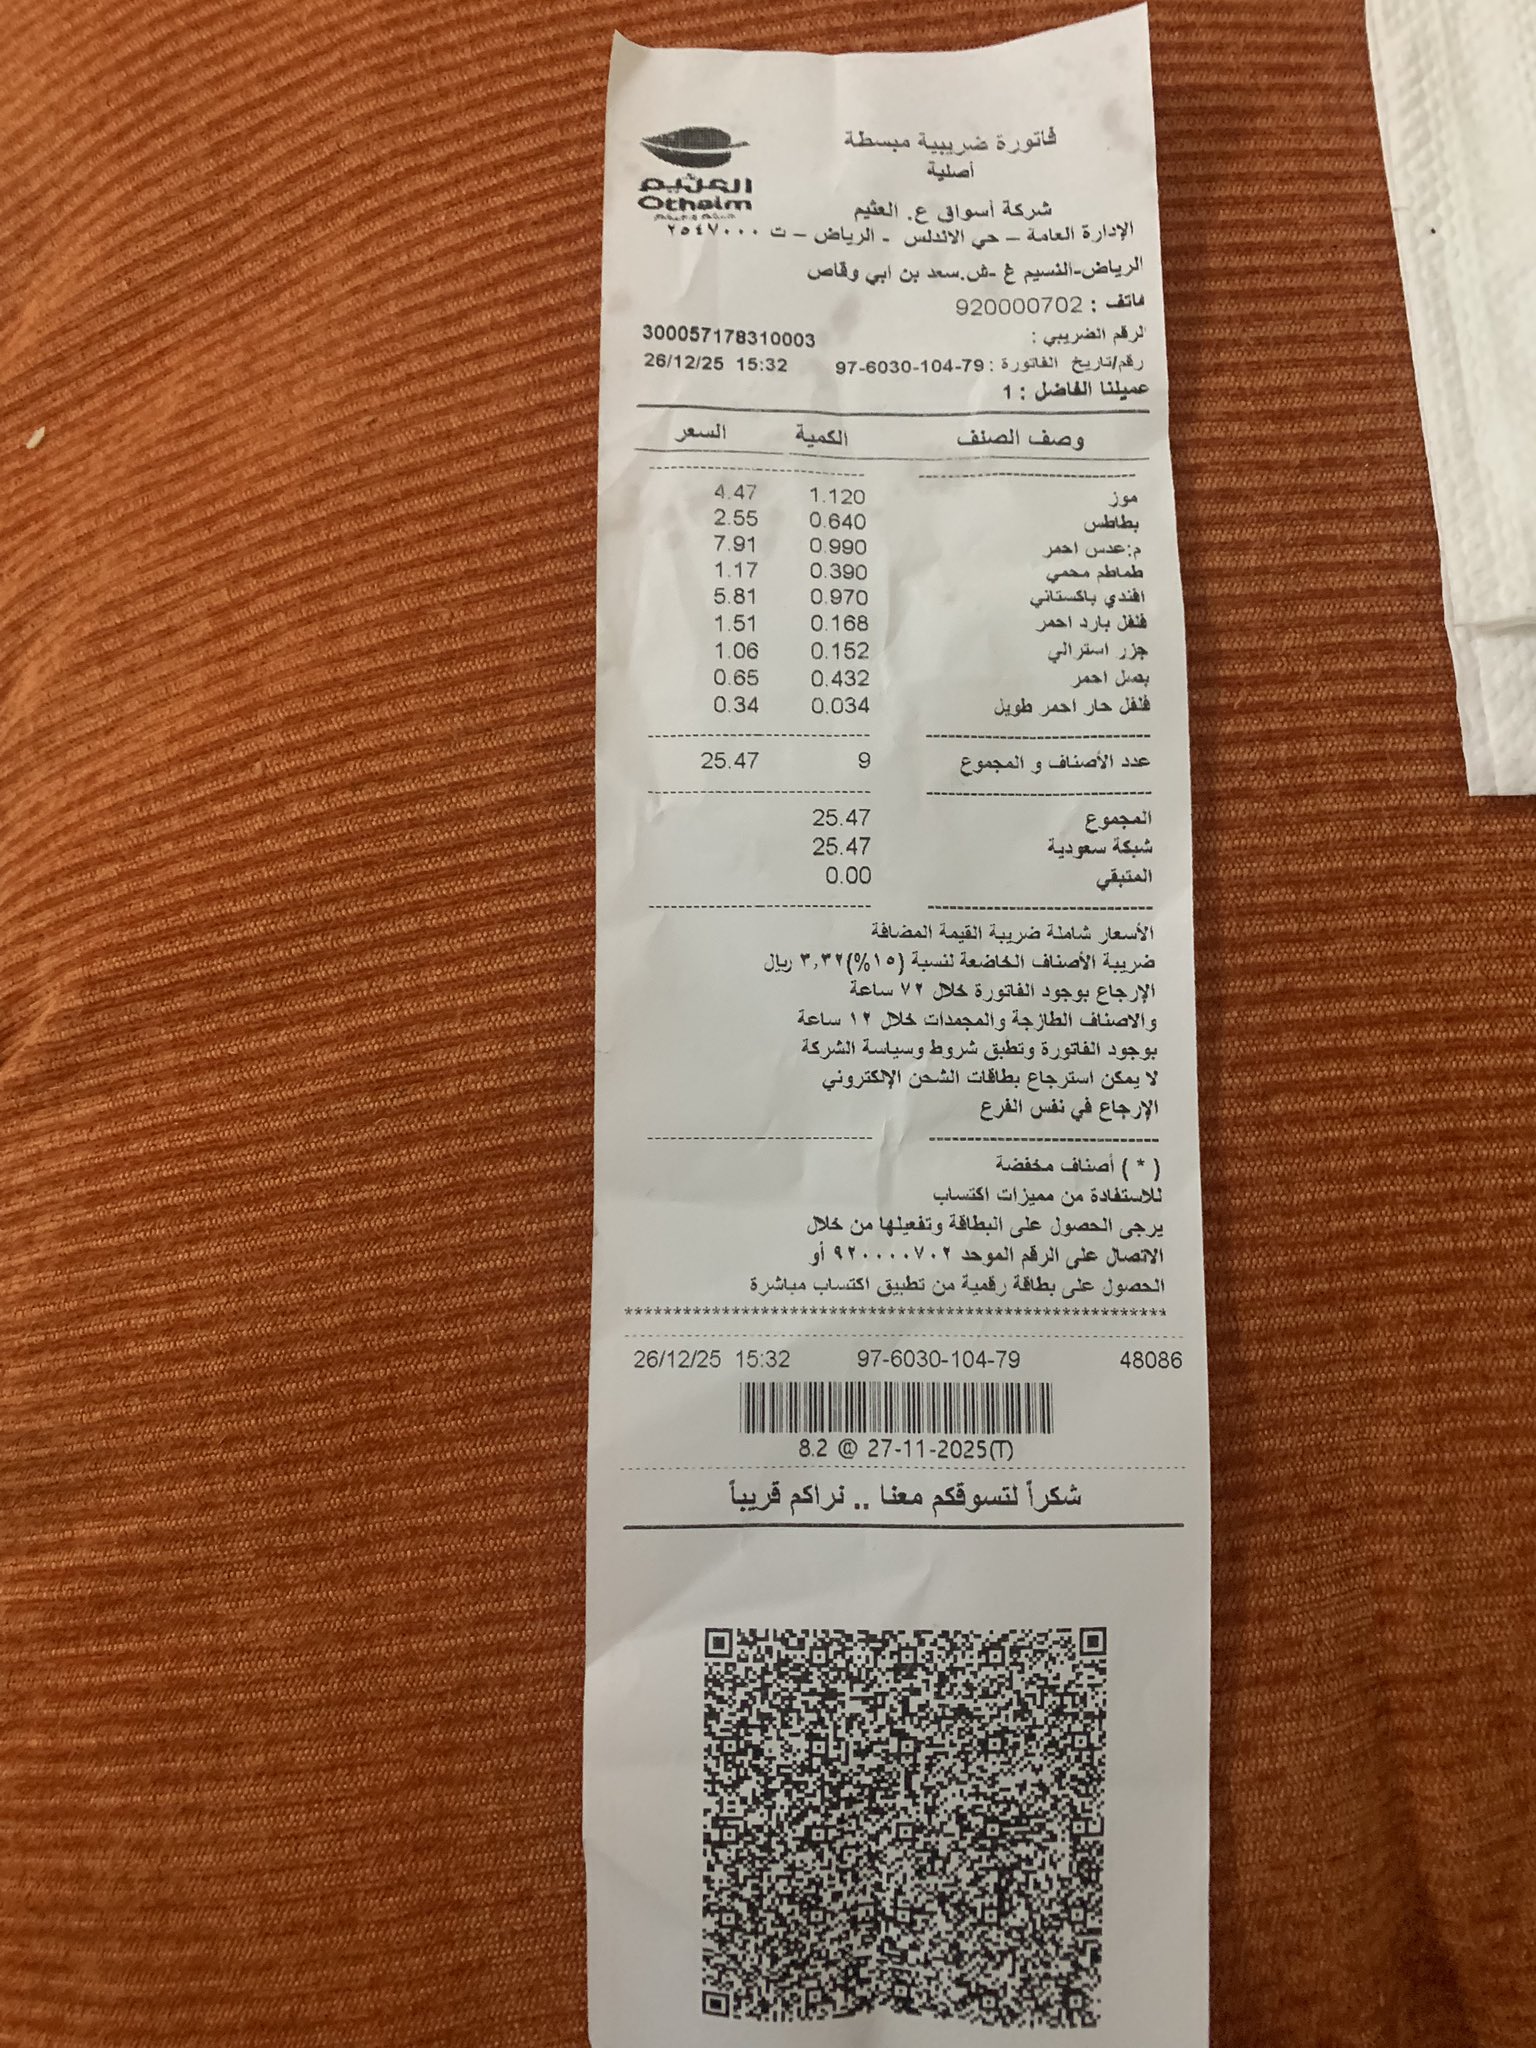 فاتورة ضريبية مبسطة
أصلية
العثيم
Othaim
شركة أسواق ع. العثيم
الإدارة العامة – حي الاندلس - الرياض – ت ٢٥٤٧٠٠٠
الرياض-النسيم غ -ش.سعد بن ابي وقاص
هاتف : 920000702
الرقم الضريبي : 300057178310003
رقم/تاريخ الفاتورة : 97-6030-104-79 26/12/25 15:32
عميلنا الفاضل : 1
وصف الصنف الكمية السعر
موز 1.120 4.47
بطاطس 0.640 2.55
م:عدس احمر 0.990 7.91
طماطم محمي 0.390 1.17
افندي باكستاني 0.970 5.81
فلفل بارد احمر 0.168 1.51
جزر استرالي 0.152 1.06
بصل احمر 0.432 0.65
فلفل حار احمر طويل 0.034 0.34
عدد الأصناف و المجموع 9 25.47
المجموع 25.47
شبكة سعودية 25.47
المتبقي 0.00
الأسعار شاملة ضريبة القيمة المضافة
ضريبة الأصناف الخاضعة لنسبة (١٥%)٣,٣٢ ريال
الإرجاع بوجود الفاتورة خلال ٧٢ ساعة
والاصناف الطازجة والمجمدات خلال ١٢ ساعة
بوجود الفاتورة وتطبق شروط وسياسة الشركة
لا يمكن استرجاع بطاقات الشحن الإلكتروني
الإرجاع في نفس الفرع
( * ) أصناف مخفضة
للاستفادة من مميزات اكتساب
يرجى الحصول على البطاقة وتفعيلها من خلال
الاتصال على الرقم الموحد ٩٢٠٠٠٠٧٠٢ أو
الحصول على بطاقة رقمية من تطبيق اكتساب مباشرة
*******************************************************
48086 97-6030-104-79 26/12/25 15:32
8.2 @ 27-11-2025(T)
شكراً لتسوقكم معنا .. نراكم قريباً